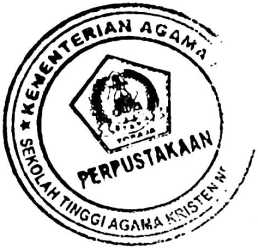 KEMENTERIAN AGAMA
PERPUSTAKAAN
SEKOLAH TINGGI AGAMA KRISTEN